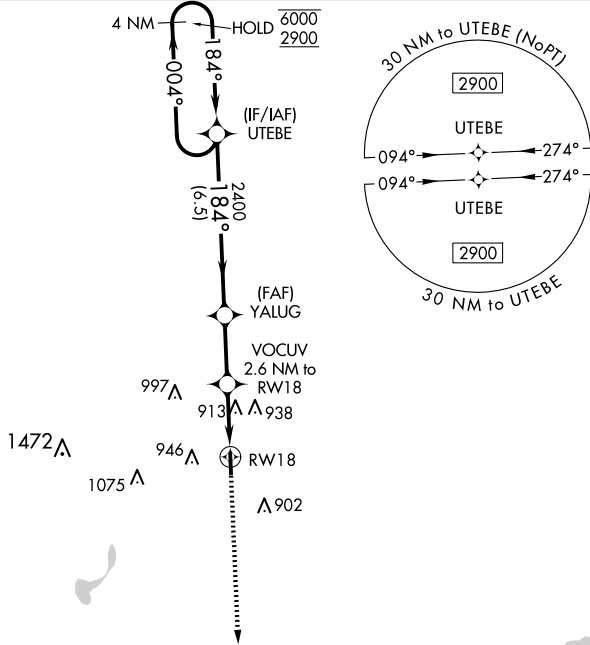 4 NM
HOLD
6000
2900
184°
004°
(IF/IAF)
UTEBE
2400
184°
(6.5)
(FAF)
YALUG
VOCUV
2.6 NM to
RW18
997
913
938
1472
946
RW18
1075
902
30 NM to UTEBE (NoPT)
2900
UTEBE
094°
274°
094°
274°
UTEBE
2900
30 NM to UTEBE